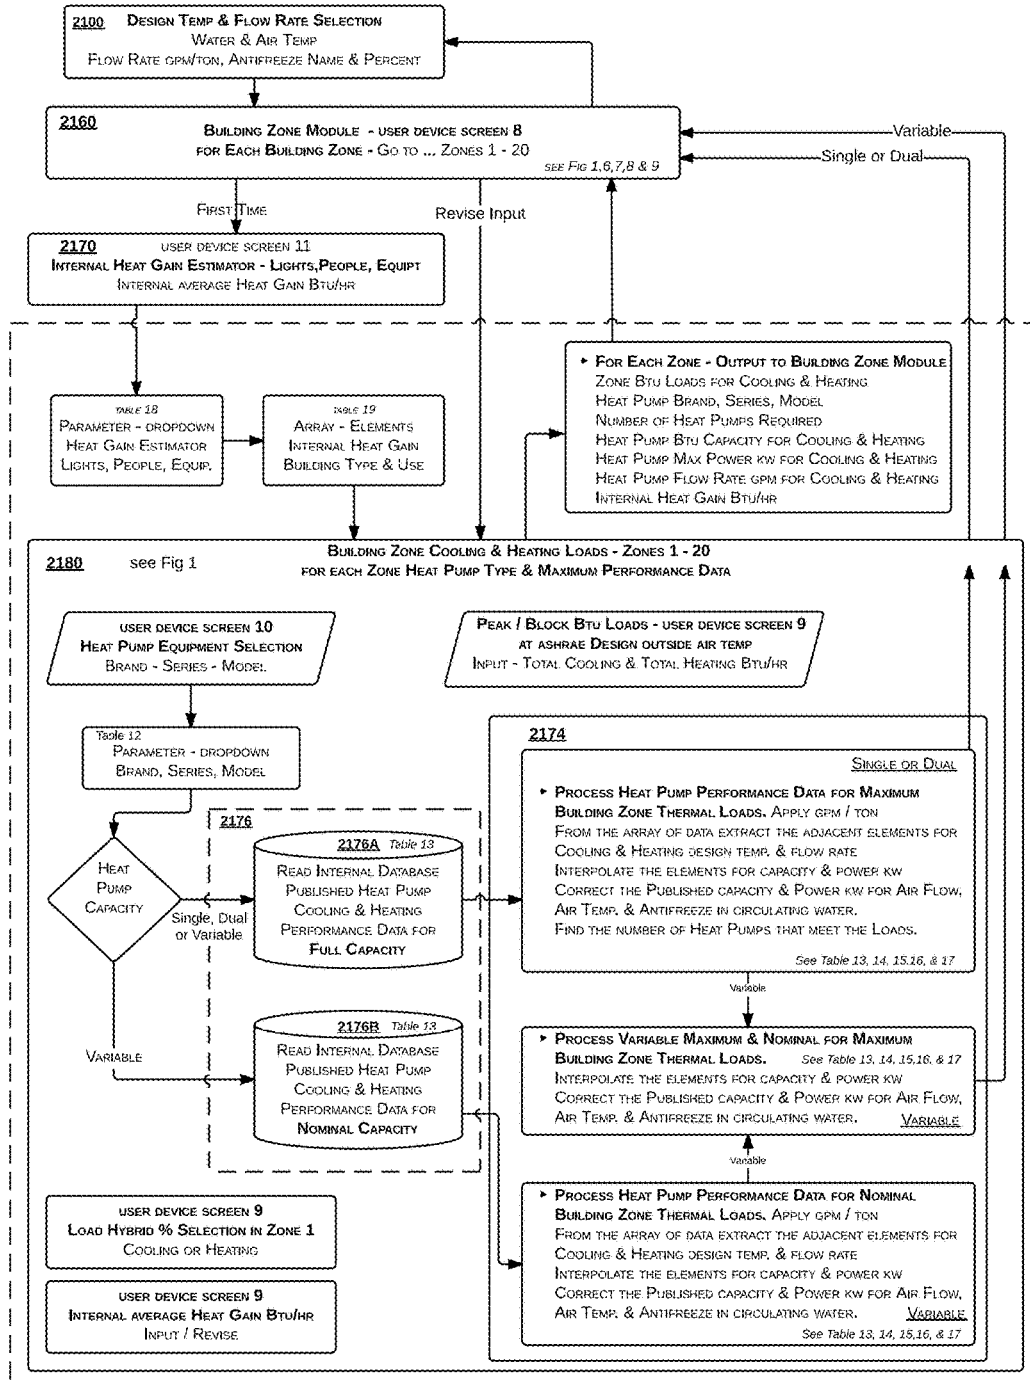 2100 Design Temp & Flow Rate Selection
Water & Air Temp
Flow Rate gpm/ton, Antifreeze Name & Percent
2160
Building Zone Module - user device screen 8
for Each Building Zone - Go to ... Zones 1 - 20
see Fig 1,6,7,8 & 9
Variable
Single or Dual
First Time
Revise Input
2170 user device screen 11
Internal Heat Gain Estimator - Lights,People, Equipt
Internal average Heat Gain Btu/hr
▸ For Each Zone - Output to Building Zone Module
Zone Btu Loads for Cooling & Heating
Heat Pump Brand, Series, Model
Number of Heat Pumps Required
Heat Pump Btu Capacity for Cooling & Heating
Heat Pump Max Power kw for Cooling & Heating
Heat Pump Flow Rate gpm for Cooling & Heating
Internal Heat Gain Btu/hr
table 18
Parameter - dropdown
Heat Gain Estimator
Lights, People, Equip.
table 19
Array - Elements
Internal Heat Gain
Building Type & Use
2180 see Fig 1
Building Zone Cooling & Heating Loads - Zones 1 - 20
for each Zone Heat Pump Type & Maximum Performance Data
user device screen 10
Heat Pump Equipment Selection
Brand - Series - Model
Peak / Block Btu Loads - user device screen 9
at ashrae Design outside air temp
Input - Total Cooling & Total Heating Btu/hr
Table 12
Parameter - dropdown
Brand, Series, Model
Heat
Pump
Capacity
Single, Dual
or Variable
Variable
2176
2176A Table 13
Read Internal Database
Published Heat Pump
Cooling & Heating
Performance Data for
Full Capacity
2176B Table 13
Read Internal Database
Published Heat Pump
Cooling & Heating
Performance Data for
Nominal Capacity
2174
Single or Dual
▸ Process Heat Pump Performance Data for Maximum
Building Zone Thermal Loads. Apply gpm / ton
From the array of data extract the adjacent elements for
Cooling & Heating design temp. & flow rate
Interpolate the elements for capacity & power kw
Correct the Published capacity & Power kw for Air Flow,
Air Temp. & Antifreeze in circulating water.
Find the number of Heat Pumps that meet the Loads.
See Table 13, 14, 15.16, & 17
Variable
▸ Process Variable Maximum & Nominal for Maximum
Building Zone Thermal Loads. See Table 13, 14, 15,16, & 17
Interpolate the elements for capacity & power kw
Correct the Published capacity & Power kw for Air Flow,
Air Temp. & Antifreeze in circulating water. Variable
Variable
▸ Process Heat Pump Performance Data for Nominal
Building Zone Thermal Loads. Apply gpm / ton
From the array of data extract the adjacent elements for
Cooling & Heating design temp. & flow rate
Interpolate the elements for capacity & power kw
Correct the Published capacity & Power kw for Air Flow,
Air Temp. & Antifreeze in circulating water. Variable
See Table 13, 14, 15,16, & 17
user device screen 9
Load Hybrid % Selection in Zone 1
Cooling or Heating
user device screen 9
Internal average Heat Gain Btu/hr
Input / Revise